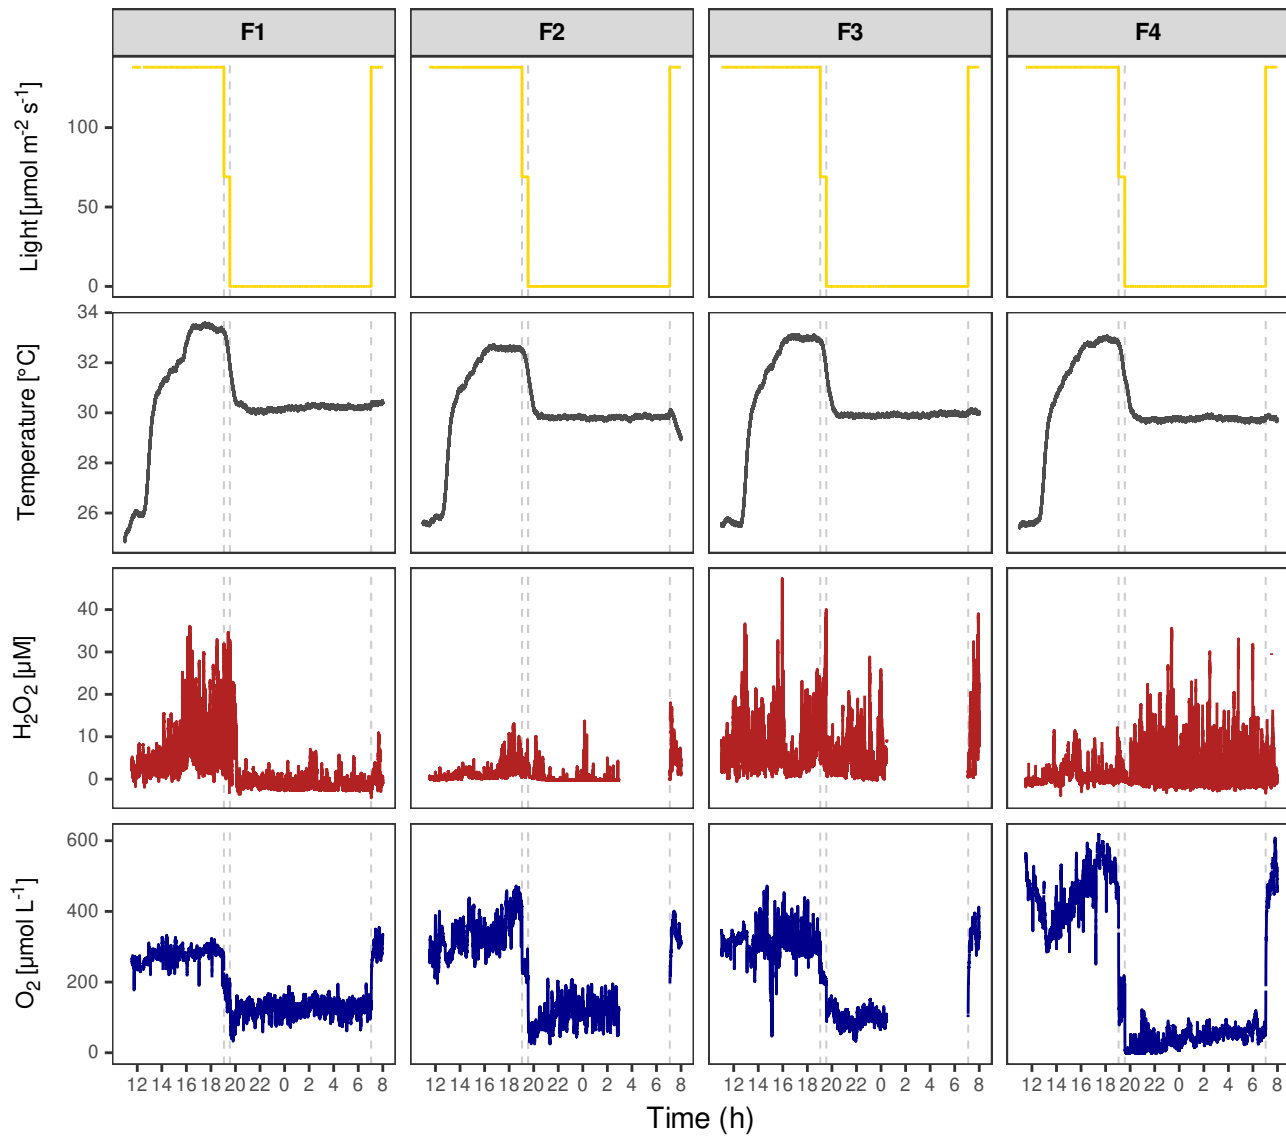 F1 F2 F3 F4
Light [µmol m⁻² s⁻¹]
100
50
0
Temperature [°C]
34
32
30
28
26
H₂O₂ [µM]
40
30
20
10
0
O₂ [µmol L⁻¹]
600
400
200
0
12 14 16 18 20 22 0 2 4 6 8 12 14 16 18 20 22 0 2 4 6 8 12 14 16 18 20 22 0 2 4 6 8 12 14 16 18 20 22 0 2 4 6 8
Time (h)